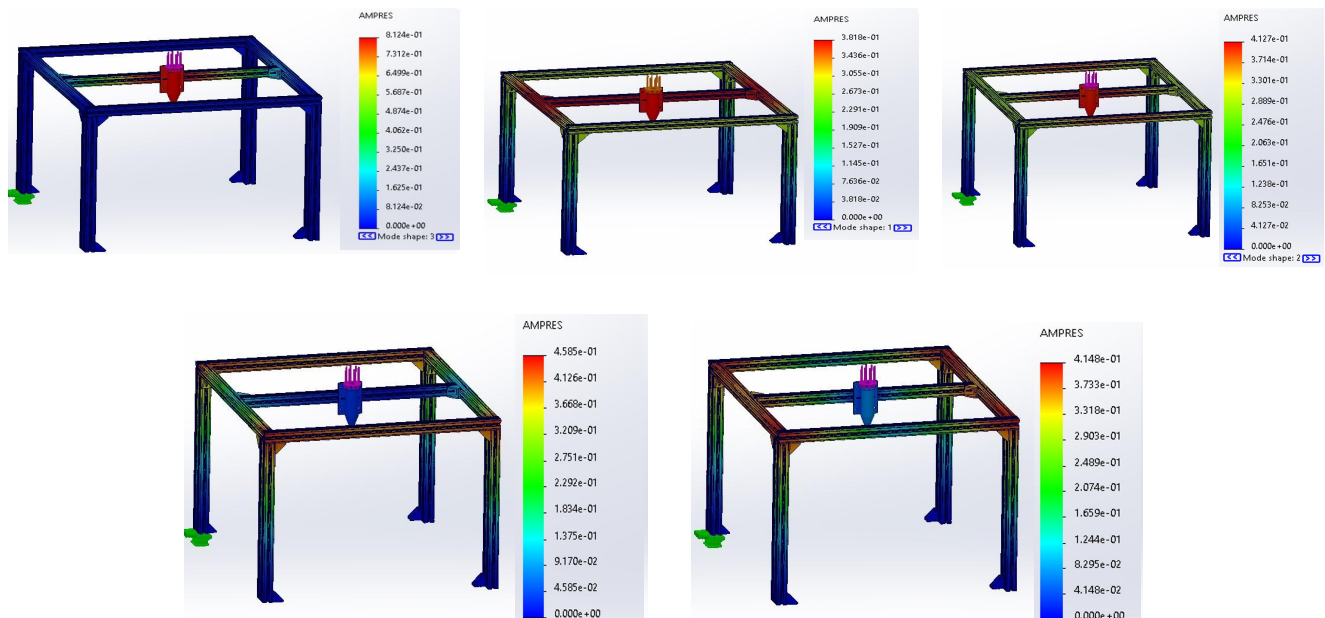 AMPRES
8.124e-01
7.312e-01
6.499e-01
5.687e-01
4.874e-01
4.062e-01
3.250e-01
2.437e-01
1.625e-01
8.124e-02
0.000e+00
<< Mode shape: 3 >>
AMPRES
3.818e-01
3.436e-01
3.055e-01
2.673e-01
2.291e-01
1.909e-01
1.527e-01
1.145e-01
7.636e-02
3.818e-02
0.000e+00
<< Mode shape: 1 >>
AMPRES
4.127e-01
3.714e-01
3.301e-01
2.889e-01
2.476e-01
2.063e-01
1.651e-01
1.238e-01
8.253e-02
4.127e-02
0.000e+00
<< Mode shape: 2 >>
AMPRES
4.585e-01
4.126e-01
3.668e-01
3.209e-01
2.751e-01
2.292e-01
1.834e-01
1.375e-01
9.170e-02
4.585e-02
0.000e+00
AMPRES
4.148e-01
3.733e-01
3.318e-01
2.903e-01
2.489e-01
2.074e-01
1.659e-01
1.244e-01
8.295e-02
4.148e-02
0.000e+00